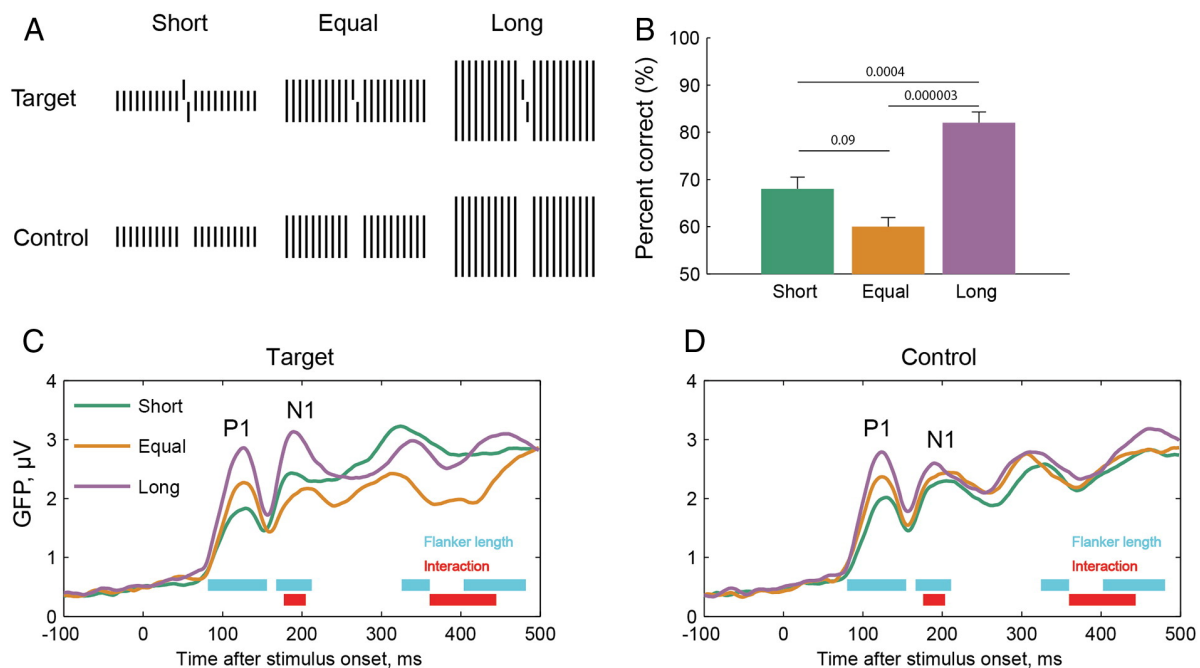 A
Short Equal Long
Target
Control
B
Percent correct (%)
100
90
80
70
60
50
0.0004
0.000003
0.09
Short Equal Long
C
Target
GFP, µV
4
3
2
1
0
Short
Equal
Long
P1
N1
Flanker length
Interaction
-100 0 100 200 300 400 500
Time after stimulus onset, ms
D
Control
4
3
2
1
0
P1
N1
Flanker length
Interaction
-100 0 100 200 300 400 500
Time after stimulus onset, ms